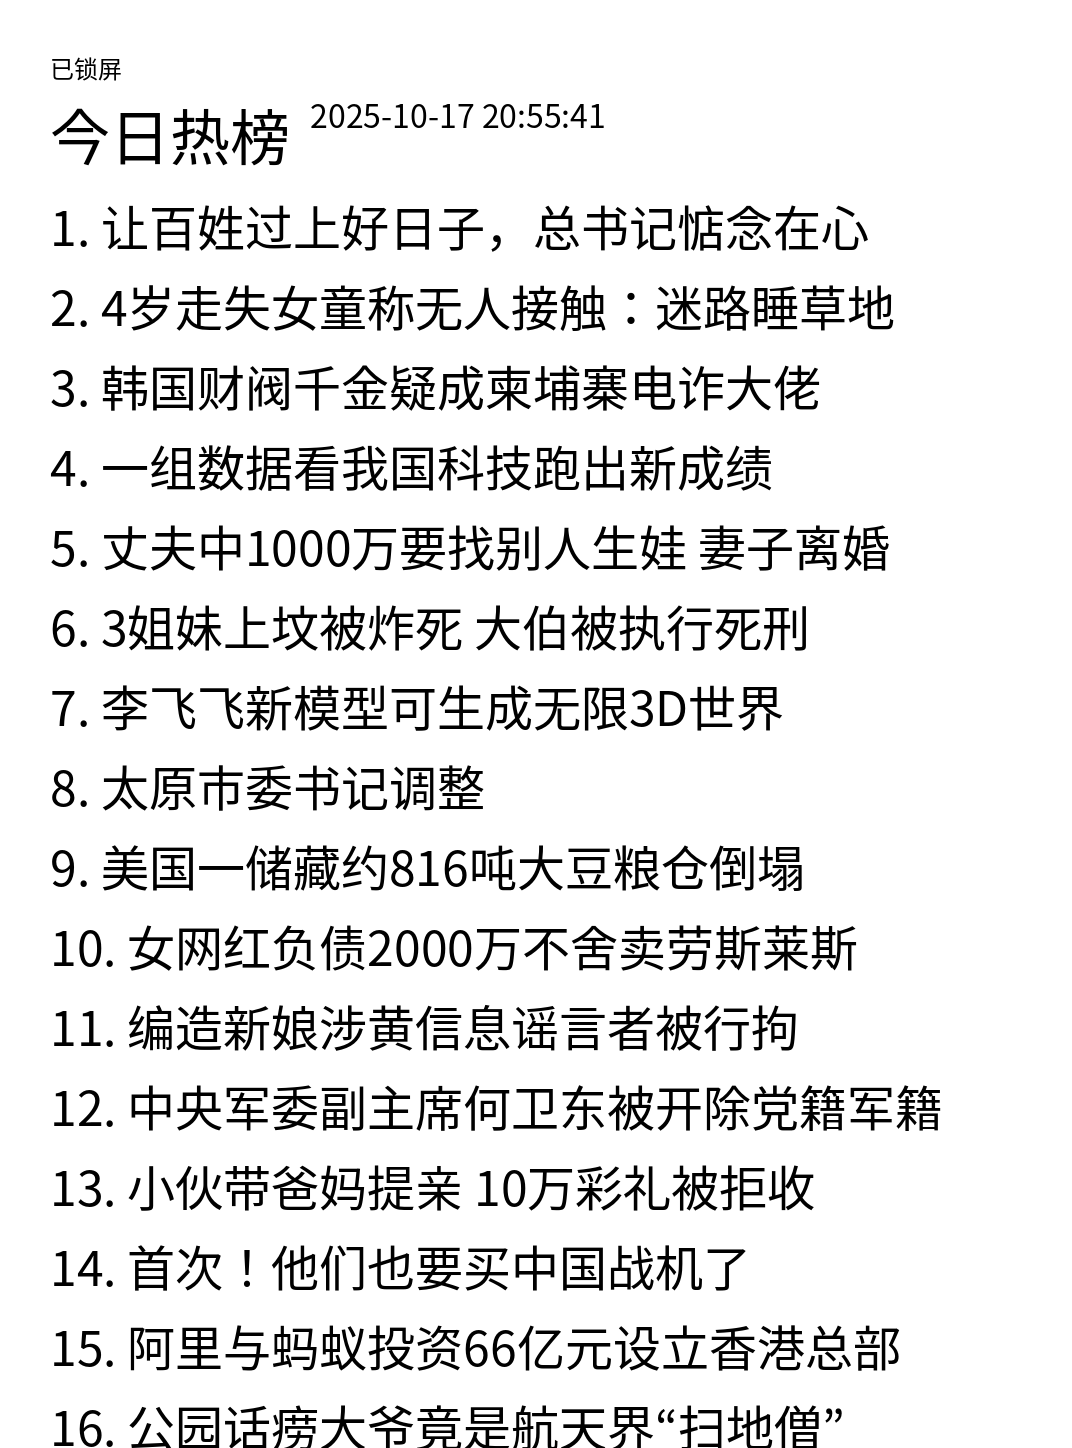 已锁屏
今日热榜 2025-10-17 20:55:41
1. 让百姓过上好日子，总书记惦念在心
2. 4岁走失女童称无人接触：迷路睡草地
3. 韩国财阀千金疑成柬埔寨电诈大佬
4. 一组数据看我国科技跑出新成绩
5. 丈夫中1000万要找别人生娃 妻子离婚
6. 3姐妹上坟被炸死 大伯被执行死刑
7. 李飞飞新模型可生成无限3D世界
8. 太原市委书记调整
9. 美国一储藏约816吨大豆粮仓倒塌
10. 女网红负债2000万不舍卖劳斯莱斯
11. 编造新娘涉黄信息谣言者被行拘
12. 中央军委副主席何卫东被开除党籍军籍
13. 小伙带爸妈提亲 10万彩礼被拒收
14. 首次！他们也要买中国战机了
15. 阿里与蚂蚁投资66亿元设立香港总部
16. 公园话痨大爷竟是航天界“扫地僧”